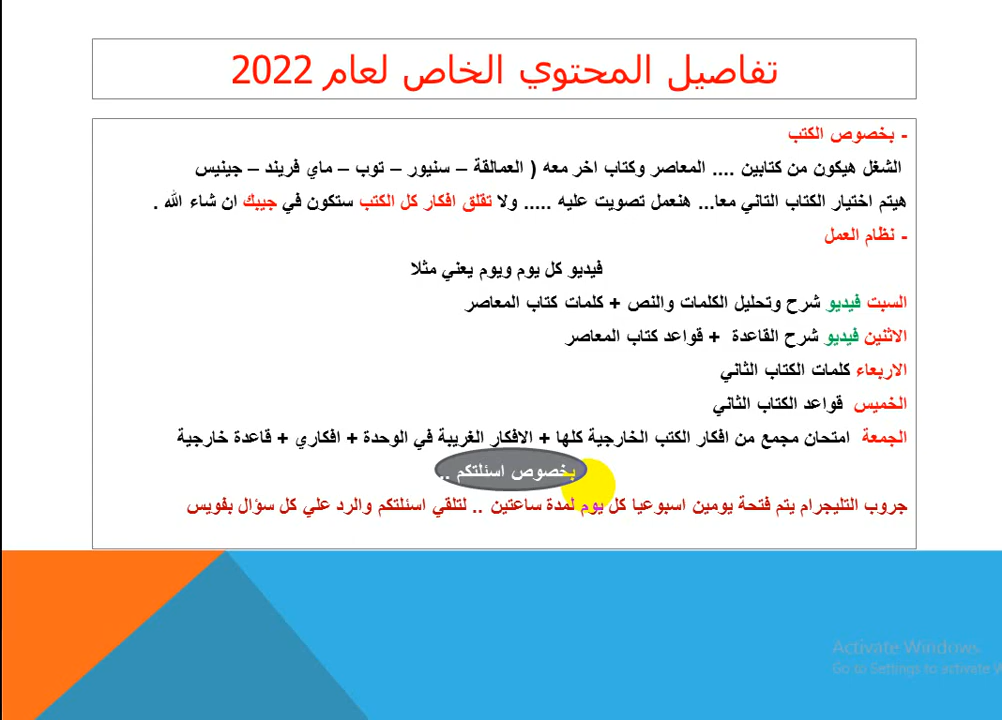 تفاصيل المحتوي الخاص لعام 2022
- بخصوص الكتب
الشغل هيكون من كتابين .... المعاصر وكتاب اخر معه ( العمالقة – سنيور – توب – ماي فريند – جينيس
هيتم اختيار الكتاب التاني معا... هنعمل تصويت عليه ..... ولا تقلق افكار كل الكتب ستكون في جيبك ان شاء الله .
- نظام العمل
فيديو كل يوم ويوم يعني مثلا
السبت فيديو شرح وتحليل الكلمات والنص + كلمات كتاب المعاصر
الاثنين فيديو شرح القاعدة + قواعد كتاب المعاصر
الاربعاء كلمات الكتاب الثاني
الخميس قواعد الكتاب الثاني
الجمعة امتحان مجمع من افكار الكتب الخارجية كلها + الافكار الغريبة في الوحدة + افكاري + قاعدة خارجية
بخصوص اسئلتكم ..
جروب التليجرام يتم فتحة يومين اسبوعيا كل يوم لمدة ساعتين .. لتلقي اسئلتكم والرد علي كل سؤال بفويس
Activate Windows
Go to Settings to activate W